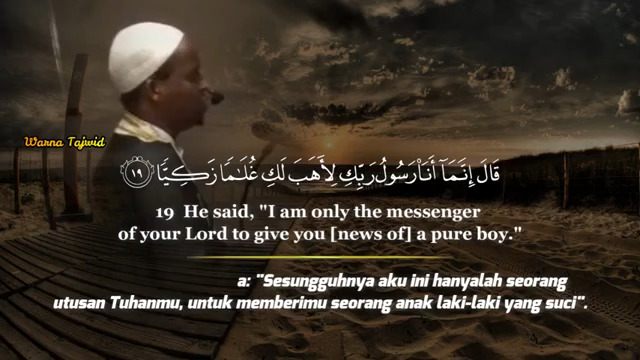 Warna Tajwid
قَالَ إِنَّمَآ أَنَا۠ رَسُولُ رَبِّكِ لِأَهَبَ لَكِ غُلَـٰمًا زَكِيًّا ١٩
19 He said, "I am only the messenger
of your Lord to give you [news of] a pure boy."
a: "Sesungguhnya aku ini hanyalah seorang
utusan Tuhanmu, untuk memberimu seorang anak laki-laki yang suci".